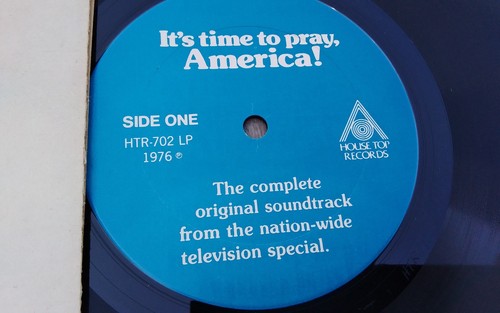 It's time to pray,
America!
SIDE ONE
HTR-702 LP
1976 ℗
HOUSE TOP
RECORDS
The complete
original soundtrack
from the nation-wide
television special.